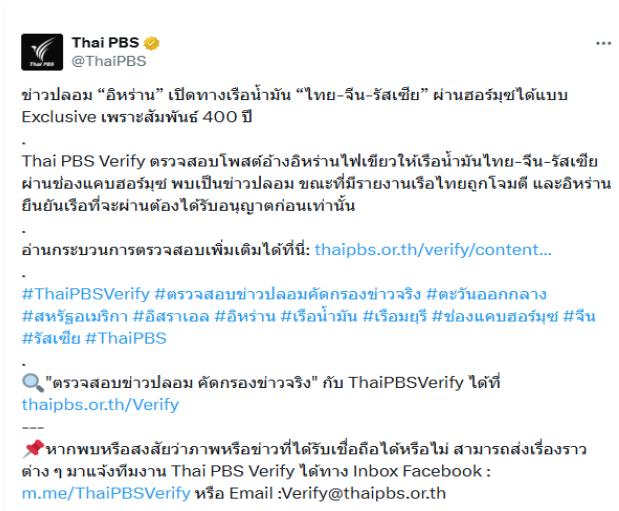 Thai PBS
@ThaiPBS
ข่าวปลอม “อิหร่าน” เปิดทางเรือน้ำมัน “ไทย-จีน-รัสเซีย” ผ่านฮอร์มุซได้แบบ
Exclusive เพราะสัมพันธ์ 400 ปี
.
Thai PBS Verify ตรวจสอบโพสต์อ้างอิหร่านไฟเขียวให้เรือน้ำมันไทย-จีน-รัสเซีย
ผ่านช่องแคบฮอร์มุซ พบเป็นข่าวปลอม ขณะที่มีรายงานเรือไทยถูกโจมตี และอิหร่าน
ยืนยันเรือที่จะผ่านต้องได้รับอนุญาตก่อนเท่านั้น
.
อ่านกระบวนการตรวจสอบเพิ่มเติมได้ที่นี่: thaipbs.or.th/verify/content...
.
#ThaiPBSVerify #ตรวจสอบข่าวปลอมคัดกรองข่าวจริง #ตะวันออกกลาง
#สหรัฐอเมริกา #อิสราเอล #อิหร่าน #เรือน้ำมัน #เรือมยุรี #ช่องแคบฮอร์มุซ #จีน
#รัสเซีย #ThaiPBS
.
🔍"ตรวจสอบข่าวปลอม คัดกรองข่าวจริง" กับ ThaiPBSVerify ได้ที่
thaipbs.or.th/Verify
---
📌หากพบหรือสงสัยว่าภาพหรือข่าวที่ได้รับเชื่อถือได้หรือไม่ สามารถส่งเรื่องราว
ต่าง ๆ มาแจ้งทีมงาน Thai PBS Verify ได้ทาง Inbox Facebook :
m.me/ThaiPBSVerify หรือ Email :Verify@thaipbs.or.th